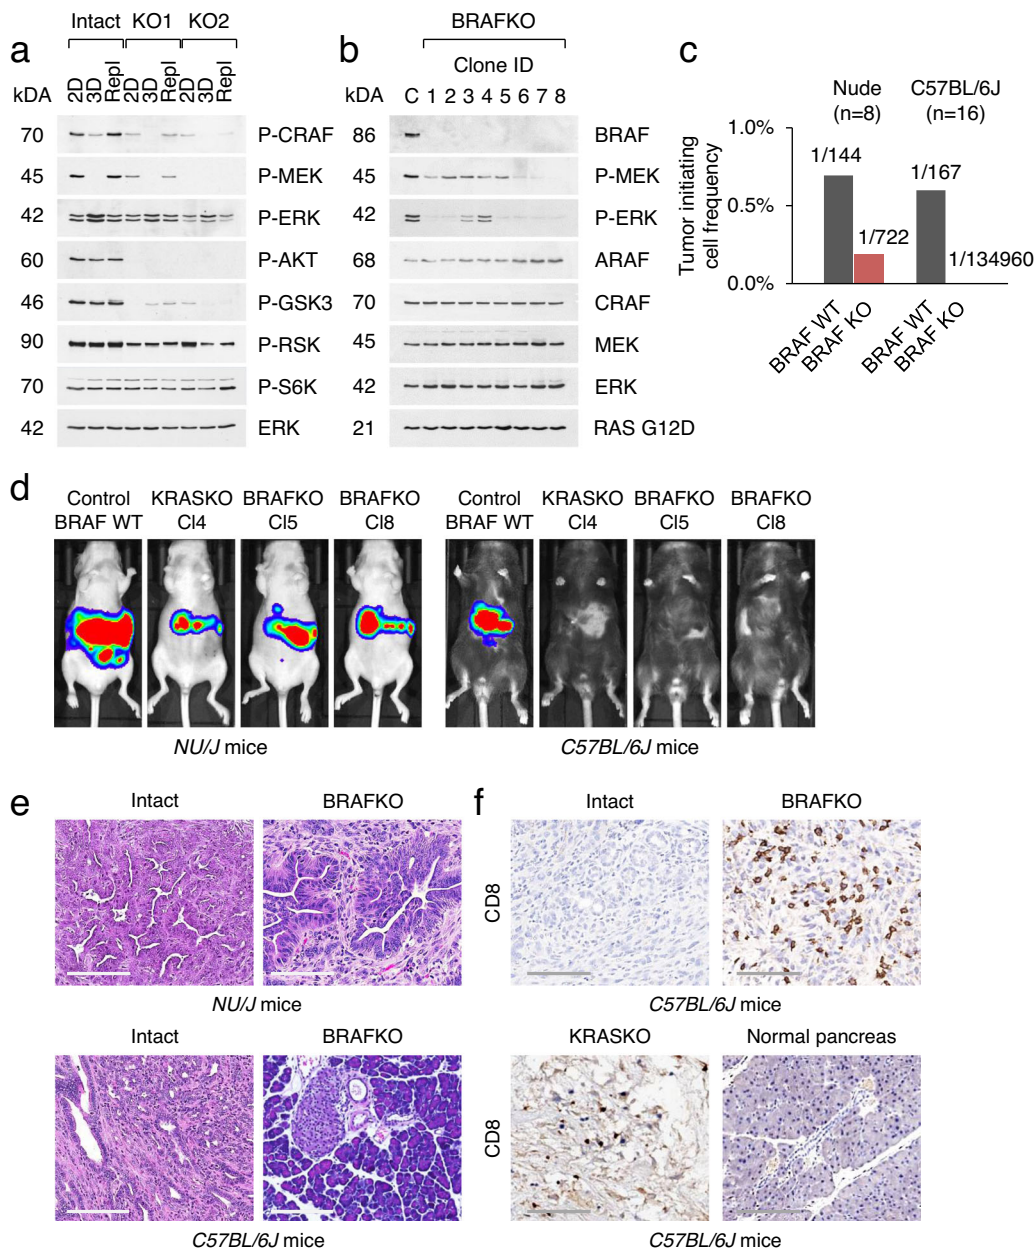 a
Intact KO1 KO2
kDA 2D 3D Repl 2D 3D Repl 2D 3D Repl
70 P-CRAF
45 P-MEK
42 P-ERK
60 P-AKT
46 P-GSK3
90 P-RSK
70 P-S6K
42 ERK
b
BRAFKO
Clone ID
kDA C 1 2 3 4 5 6 7 8
86 BRAF
45 P-MEK
42 P-ERK
68 ARAF
70 CRAF
45 MEK
42 ERK
21 RAS G12D
c
Nude C57BL/6J
(n=8) (n=16)
Tumor initiating
cell frequency
1.0%
0.5%
0.0%
1/144
1/722
1/167
1/134960
BRAF WT
BRAF KO
BRAF WT
BRAF KO
d
Control KRASKO BRAFKO BRAFKO
BRAF WT Cl4 Cl5 Cl8
NU/J mice
Control KRASKO BRAFKO BRAFKO
BRAF WT Cl4 Cl5 Cl8
C57BL/6J mice
e
Intact BRAFKO
NU/J mice
Intact BRAFKO
C57BL/6J mice
f
Intact BRAFKO
CD8
C57BL/6J mice
KRASKO Normal pancreas
CD8
C57BL/6J mice